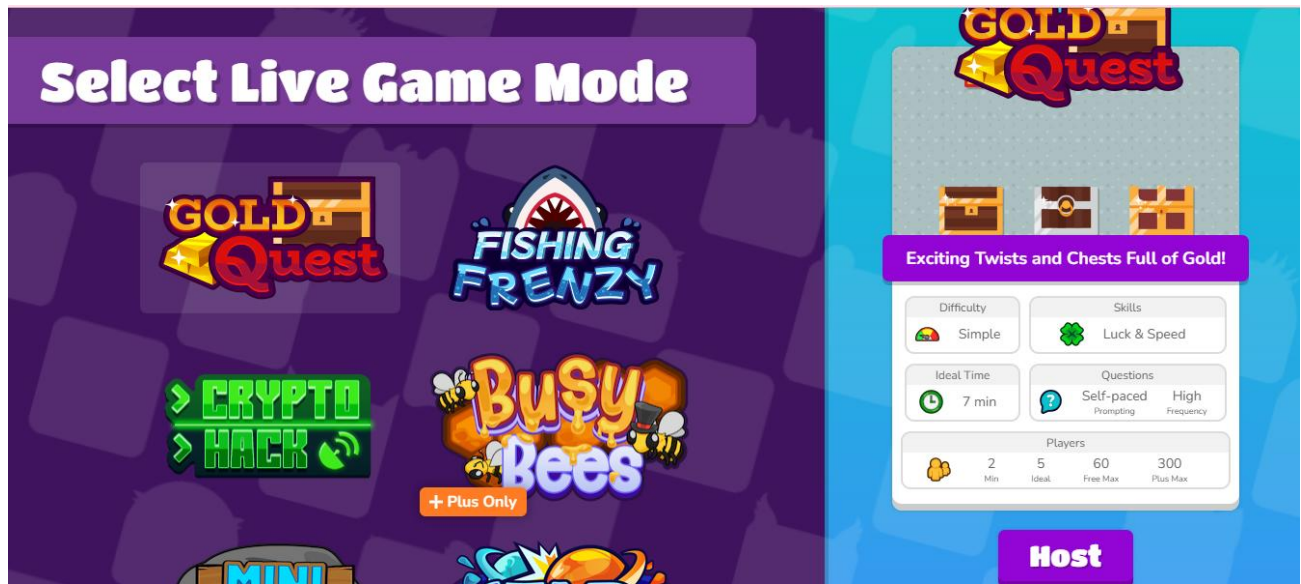 Select Live Game Mode
GOLD
Quest
FISHING
FRENZY
> CRYPTO
> HACK
Busy
Bees
+ Plus Only
MINI
GOLD
Quest
Exciting Twists and Chests Full of Gold!
Difficulty
Simple
Skills
Luck & Speed
Ideal Time
7 min
Questions
Self-paced
Prompting
High
Frequency
Players
2
Min
5
Ideal
60
Free Max
300
Plus Max
Host